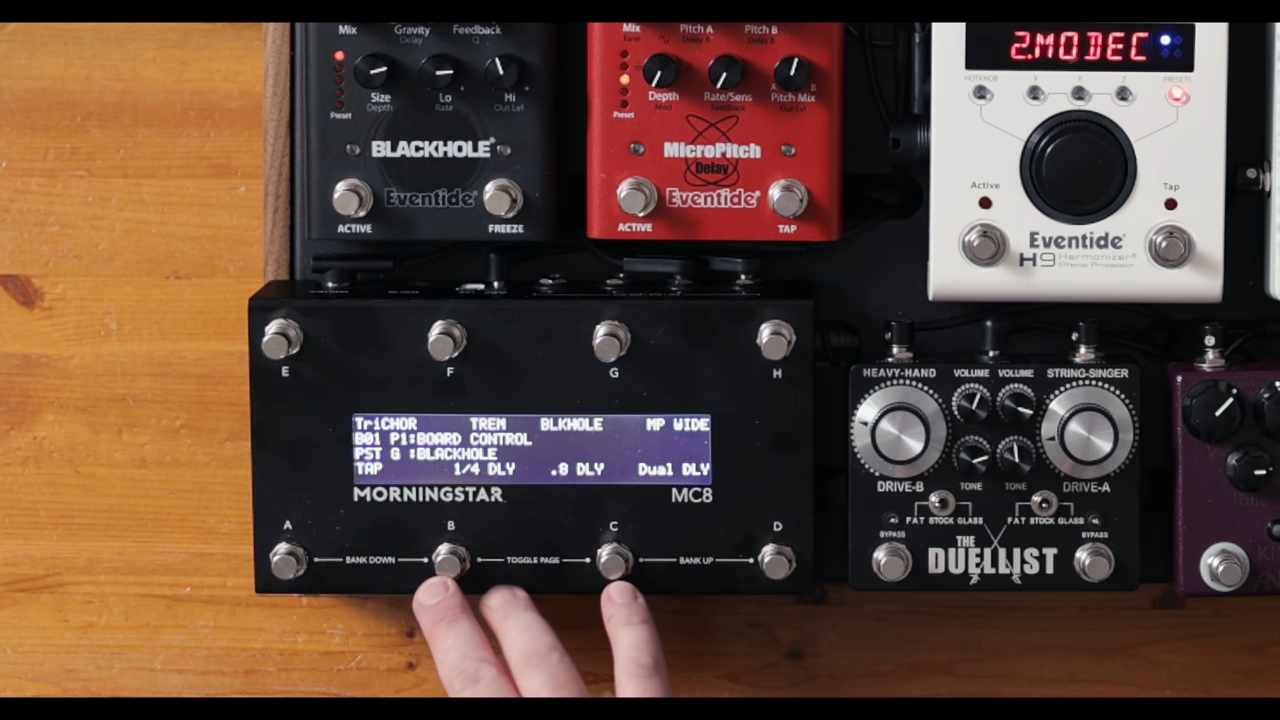 Mix Gravity Feedback
Delay Q
Size Lo Hi
Depth Rate Out Lvl
Preset
BLACKHOLE®
Eventide®
ACTIVE FREEZE
Mix Pitch A Pitch B
Tone Delay A Delay B
Depth Rate/Sens Pitch Mix
Mod Feedback Out Lvl
A B
Preset
MicroPitch
Delay
Eventide®
ACTIVE TAP
2.MODEC
HOTKNOB X Y Z PRESETS
Active Tap
Eventide®
H9 Harmonizer®
Effects Processor
E F G H
TriCHOR TREM BLKHOLE MP WIDE
B01 P1:BOARD CONTROL
PST G :BLACKHOLE
TAP 1/4 DLY .8 DLY Dual DLY
MORNINGSTAR MC8
A B C D
BANK DOWN TOGGLE PAGE BANK UP
HEAVY-HAND VOLUME VOLUME STRING-SINGER
DRIVE-B TONE TONE DRIVE-A
FAT STOCK GLASS FAT STOCK GLASS
BYPASS BYPASS
THE
DUELLIST